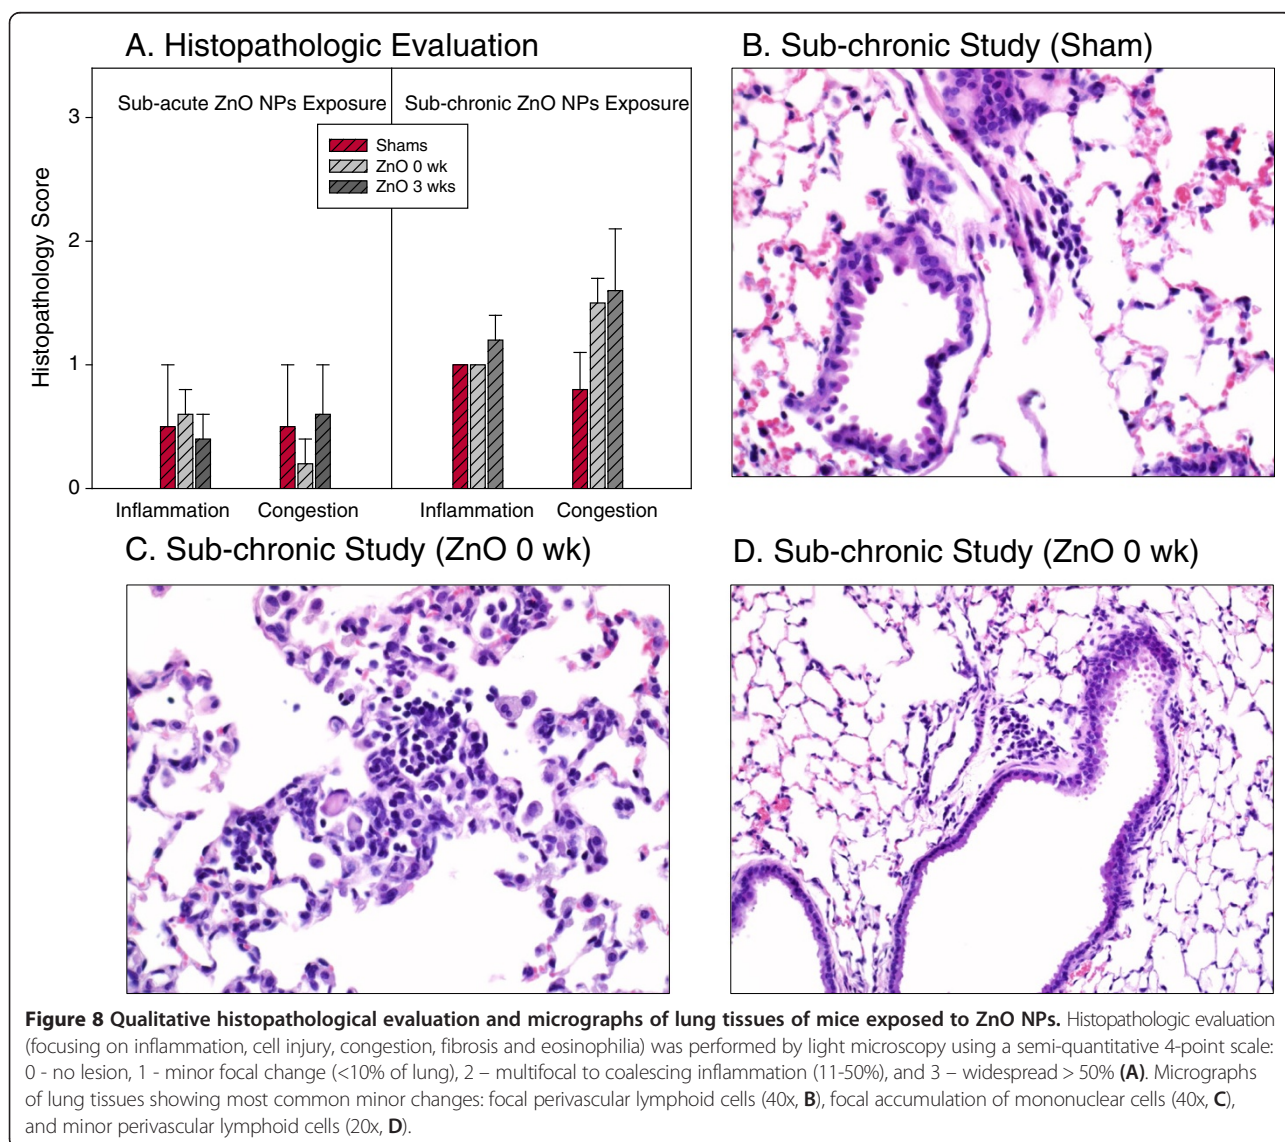 A. Histopathologic Evaluation
Histopathology Score
3
2
1
0
Sub-acute ZnO NPs Exposure
Sub-chronic ZnO NPs Exposure
Shams
ZnO 0 wk
ZnO 3 wks
Inflammation
Congestion
Inflammation
Congestion
B. Sub-chronic Study (Sham)
C. Sub-chronic Study (ZnO 0 wk)
D. Sub-chronic Study (ZnO 0 wk)
Figure 8 Qualitative histopathological evaluation and micrographs of lung tissues of mice exposed to ZnO NPs. Histopathologic evaluation
(focusing on inflammation, cell injury, congestion, fibrosis and eosinophilia) was performed by light microscopy using a semi-quantitative 4-point scale:
0 - no lesion, 1 - minor focal change (<10% of lung), 2 – multifocal to coalescing inflammation (11-50%), and 3 – widespread > 50% (A). Micrographs
of lung tissues showing most common minor changes: focal perivascular lymphoid cells (40x, B), focal accumulation of mononuclear cells (40x, C),
and minor perivascular lymphoid cells (20x, D).